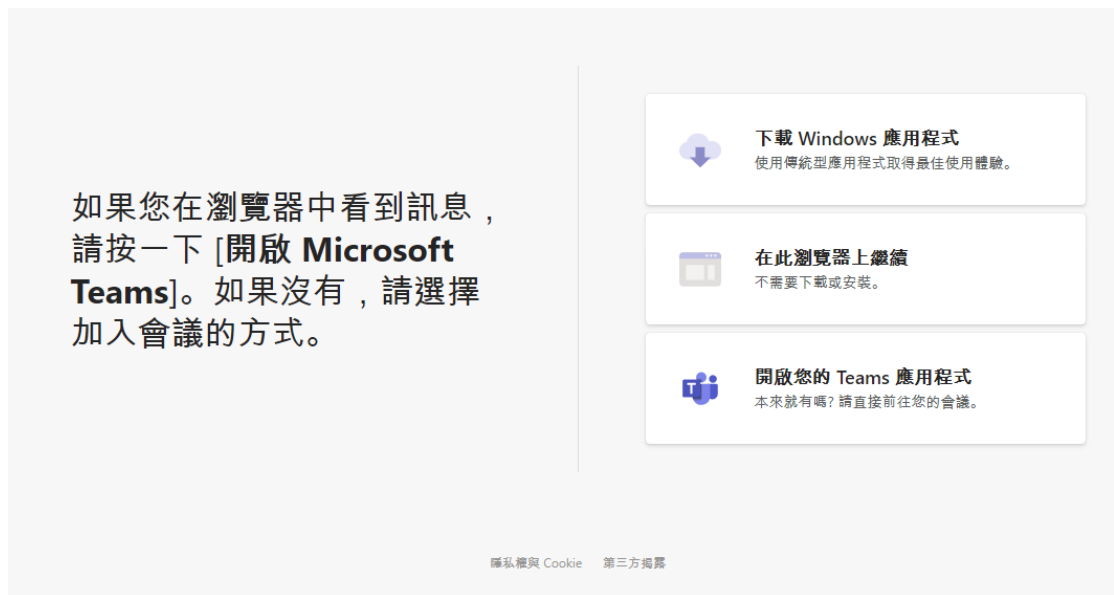 如果您在瀏覽器中看到訊息，
請按一下 [開啟 Microsoft
Teams]。如果沒有，請選擇
加入會議的方式。
下載 Windows 應用程式
使用傳統型應用程式取得最佳使用體驗。
在此瀏覽器上繼續
不需要下載或安裝。
開啟您的 Teams 應用程式
本來就有嗎? 請直接前往您的會議。
隱私權與 Cookie
第三方揭露